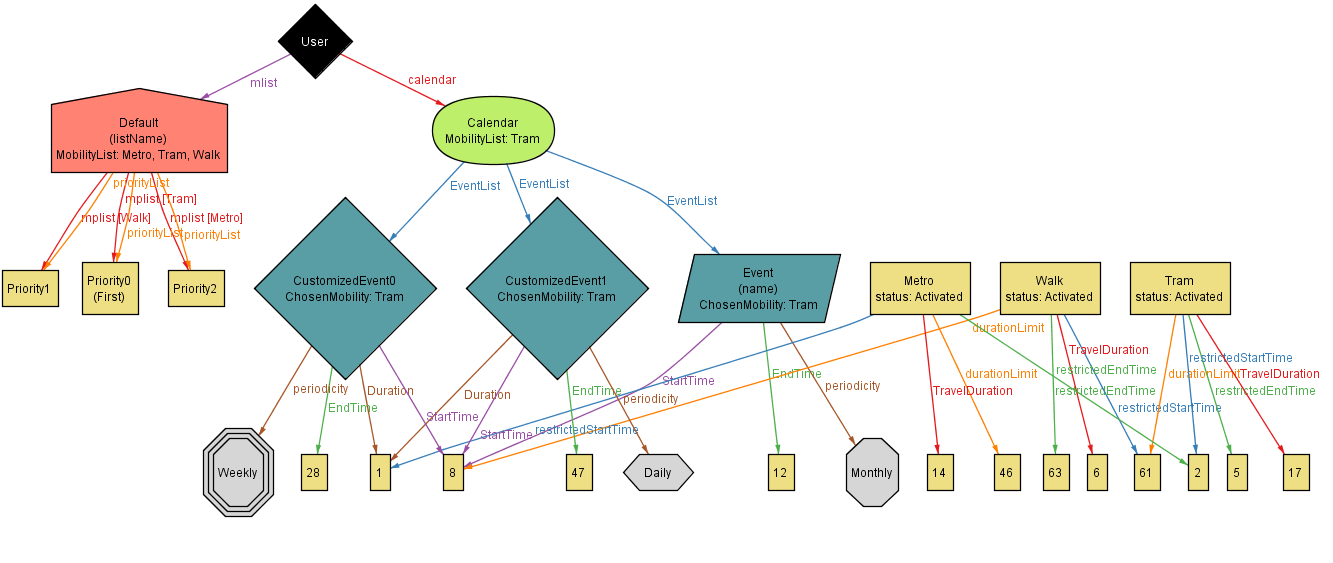 User
mlist
calendar
Default
(listName)
MobilityList: Metro, Tram, Walk
Calendar
MobilityList: Tram
priorityList
mplist [Tram]
mplist [Walk]
mplist [Metro]
priorityList
priorityList
EventList
EventList
EventList
Priority1
Priority0
(First)
Priority2
CustomizedEvent0
ChosenMobility: Tram
CustomizedEvent1
ChosenMobility: Tram
Event
(name)
ChosenMobility: Tram
Metro
status: Activated
Walk
status: Activated
Tram
status: Activated
periodicity
EndTime
Duration
StartTime
Duration
StartTime
EndTime
periodicity
StartTime
EndTime
periodicity
restrictedStartTime
TravelDuration
durationLimit
restrictedEndTime
durationLimit
TravelDuration
restrictedEndTime
restrictedStartTime
durationLimit
restrictedStartTime
TravelDuration
restrictedEndTime
Weekly
28
1
8
47
Daily
12
Monthly
14
46
63
6
61
2
5
17